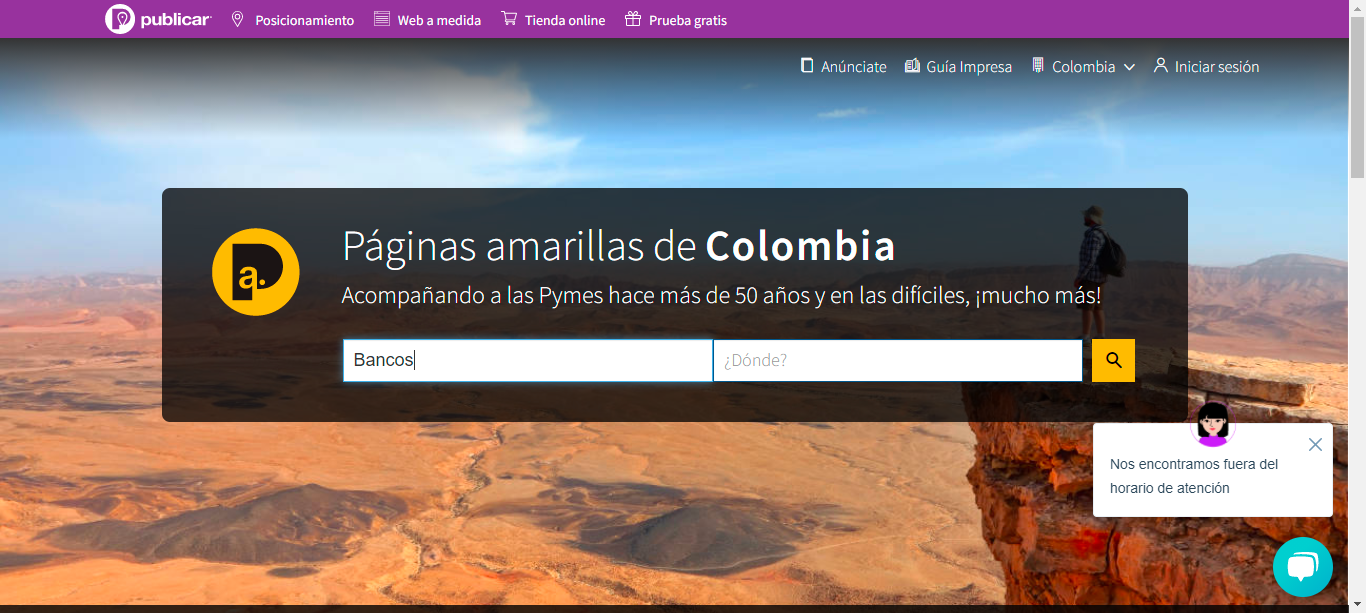 publicar Posicionamiento Web a medida Tienda online Prueba gratis
Anúnciate Guía Impresa Colombia Iniciar sesión
Páginas amarillas de Colombia
a.
Acompañando a las Pymes hace más de 50 años y en las difíciles, ¡mucho más!
Bancos ¿Dónde?
Nos encontramos fuera del
horario de atención